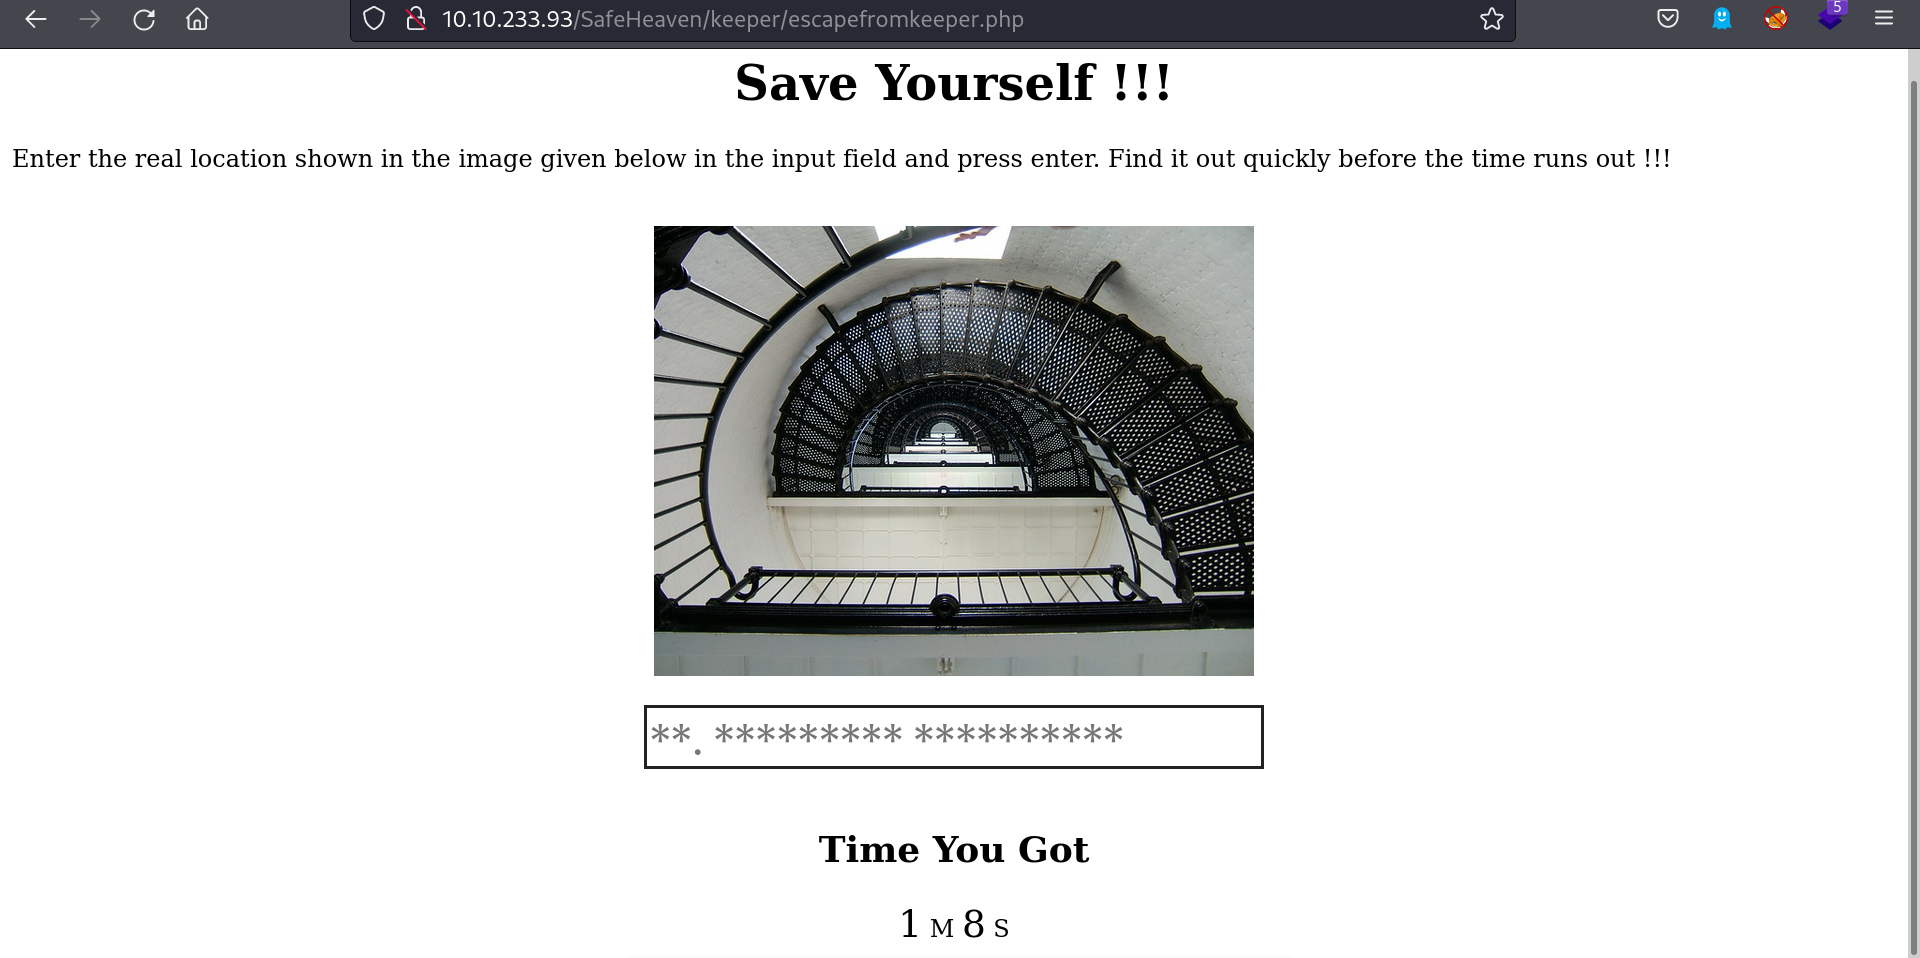 10.10.233.93/SafeHeaven/keeper/escapefromkeeper.php
5
Save Yourself !!!
Enter the real location shown in the image given below in the input field and press enter. Find it out quickly before the time runs out !!!
**. ********* **********
Time You Got
1 M 8 S